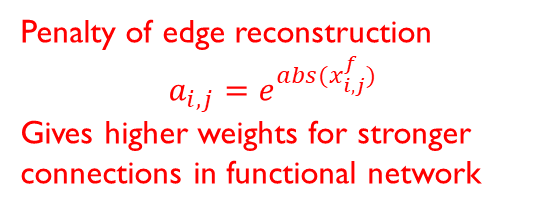 Penalty of edge reconstruction
a_{i,j} = e^{abs(x^f_{i,j})}
Gives higher weights for stronger
connections in functional network